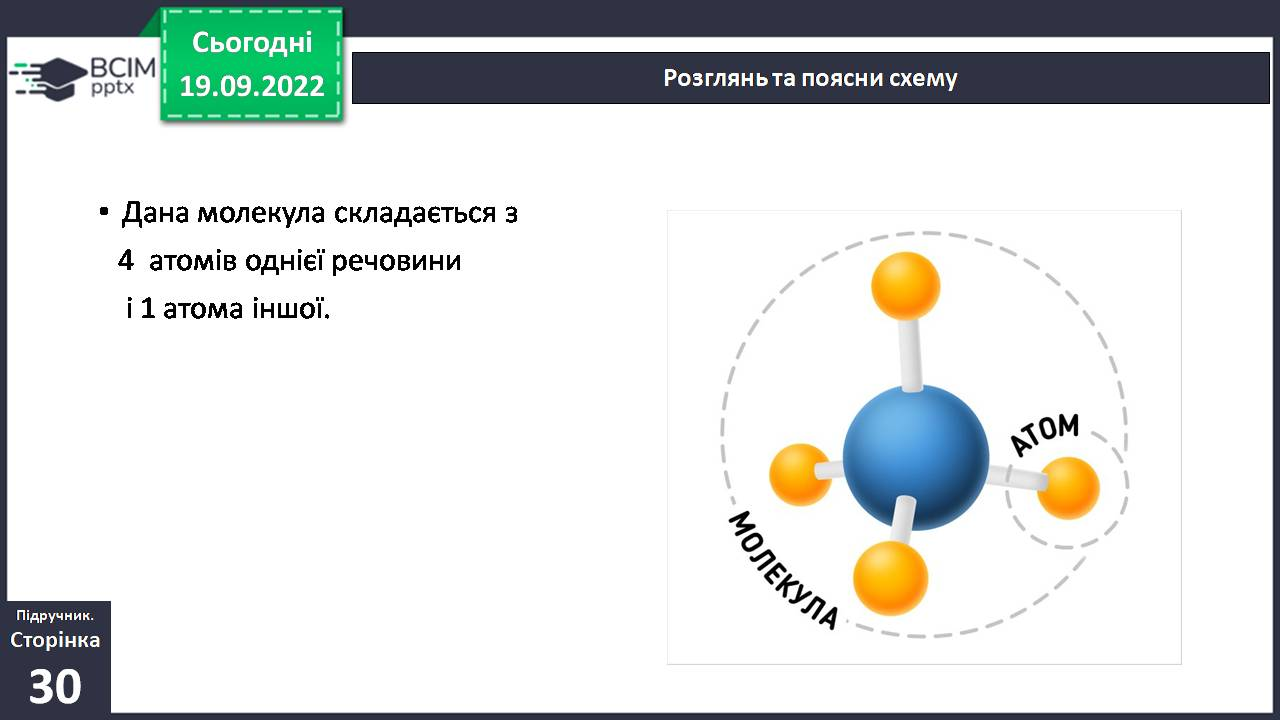 Сьогодні
19.09.2022
ВСІМ
pptx
Розглянь та поясни схему
• Дана молекула складається з
4 атомів однієї речовини
і 1 атома іншої.
АТОМ
МОЛЕКУЛА
Підручник.
Сторінка
30